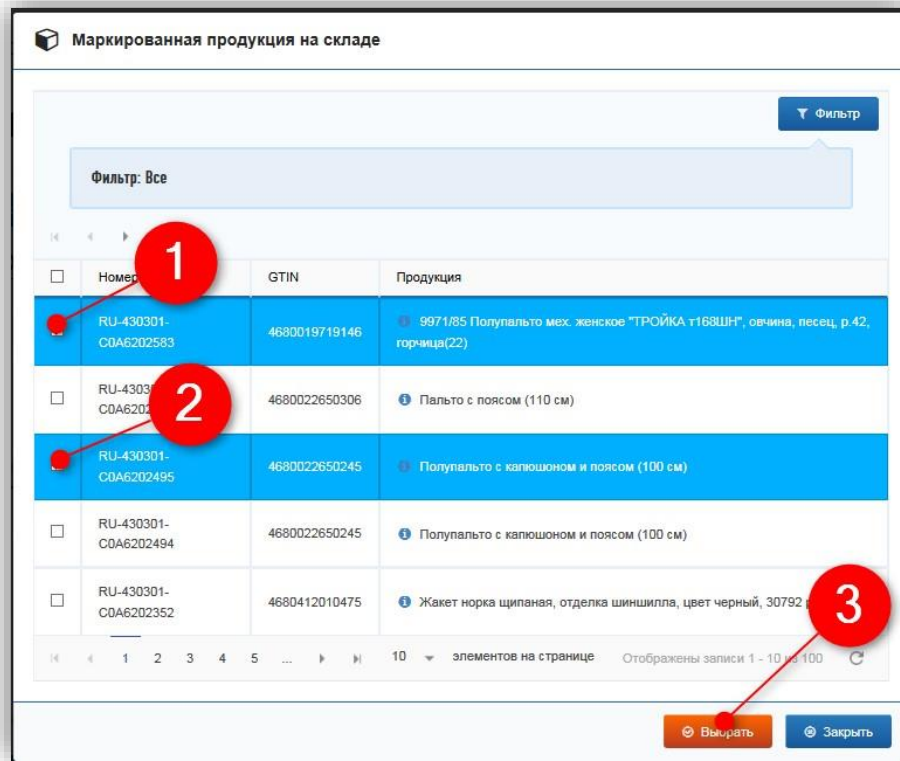 Маркированная продукция на складе
Фильтр
Фильтр: Все
1
Номер GTIN Продукция
RU-430301-
C0A6202583
4680019719146
9971/85 Полупальто мех. женское "ТРОЙКА т168ШН", овчина, песец, р.42,
горчица(22)
2
C0A6202
4680022650306
Пальто с поясом (110 см)
RU-430301-
C0A6202495
4680022650245
Полупальто с капюшоном и поясом (100 см)
RU-430301-
C0A6202494
4680022650245
Полупальто с капюшоном и поясом (100 см)
RU-430301-
C0A6202352
4680412010475
Жакет норка щипаная, отделка шиншилла, цвет черный, 30792
3
1 2 3 4 5 ... 10 элементов на странице Отображены записи 1 - 10 из 100
Выбрать Закрыть